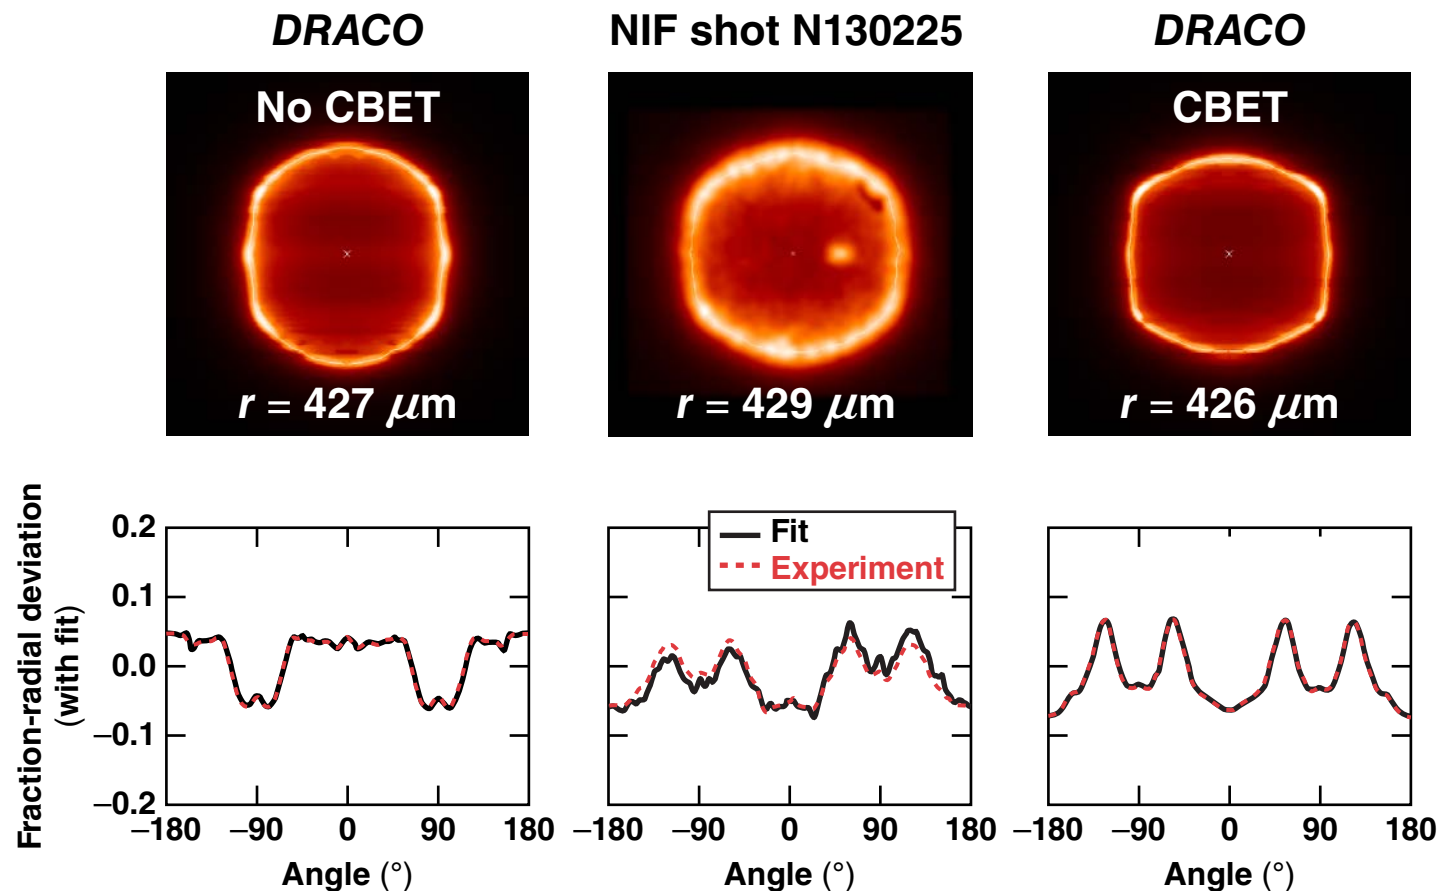 DRACO
NIF shot N130225
DRACO
No CBET
CBET
r = 427 μm
r = 429 μm
r = 426 μm
Fraction-radial deviation
(with fit)
0.2
0.1
0.0
–0.1
–0.2
Fit
Experiment
–180 –90 0 90 180
–180 –90 0 90 180
–180 –90 0 90 180
Angle (°)
Angle (°)
Angle (°)